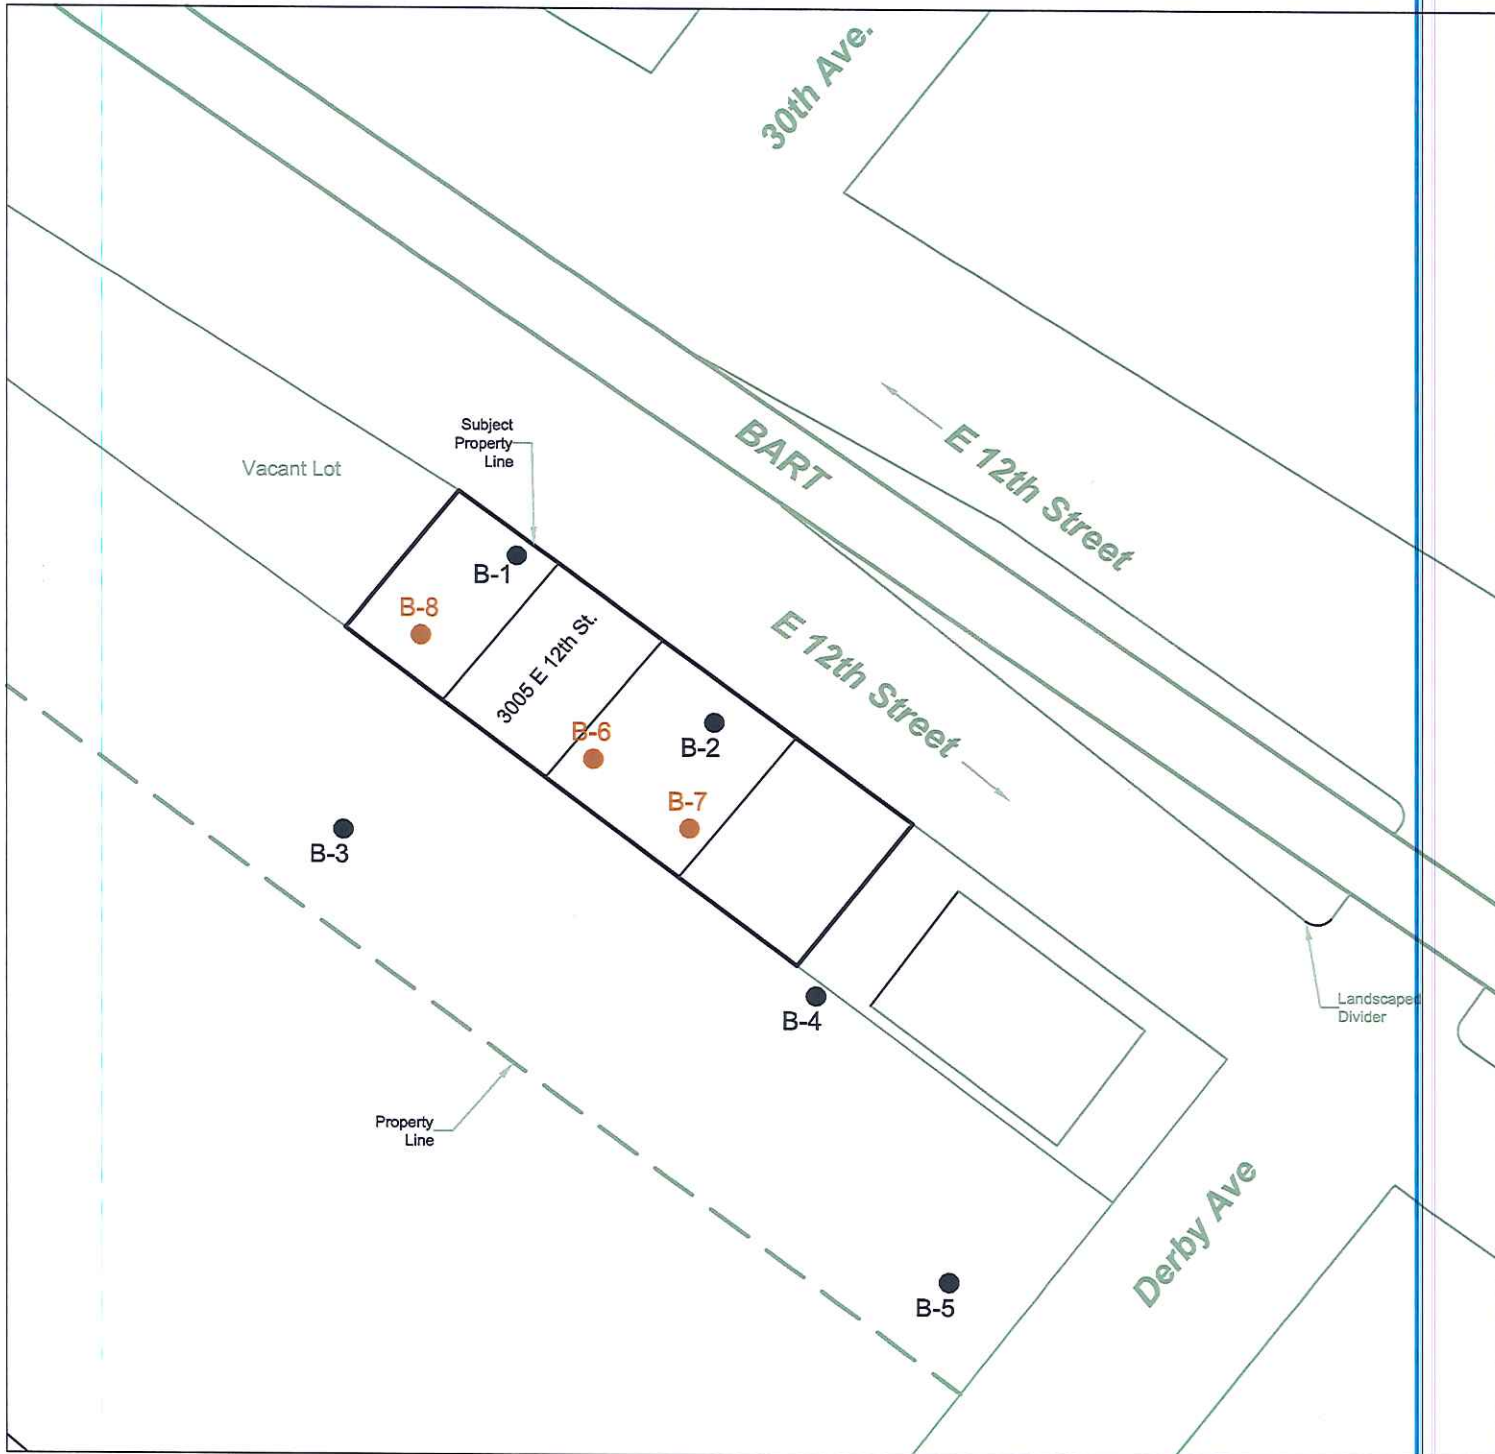 30th Ave.
Subject
Property
Line
BART
E 12th Street
Vacant Lot
B-1
B-8
3005 E 12th St.
E 12th Street
B-6
B-2
B-7
B-3
Landscaped
Divider
B-4
Property
Line
Derby Ave
B-5